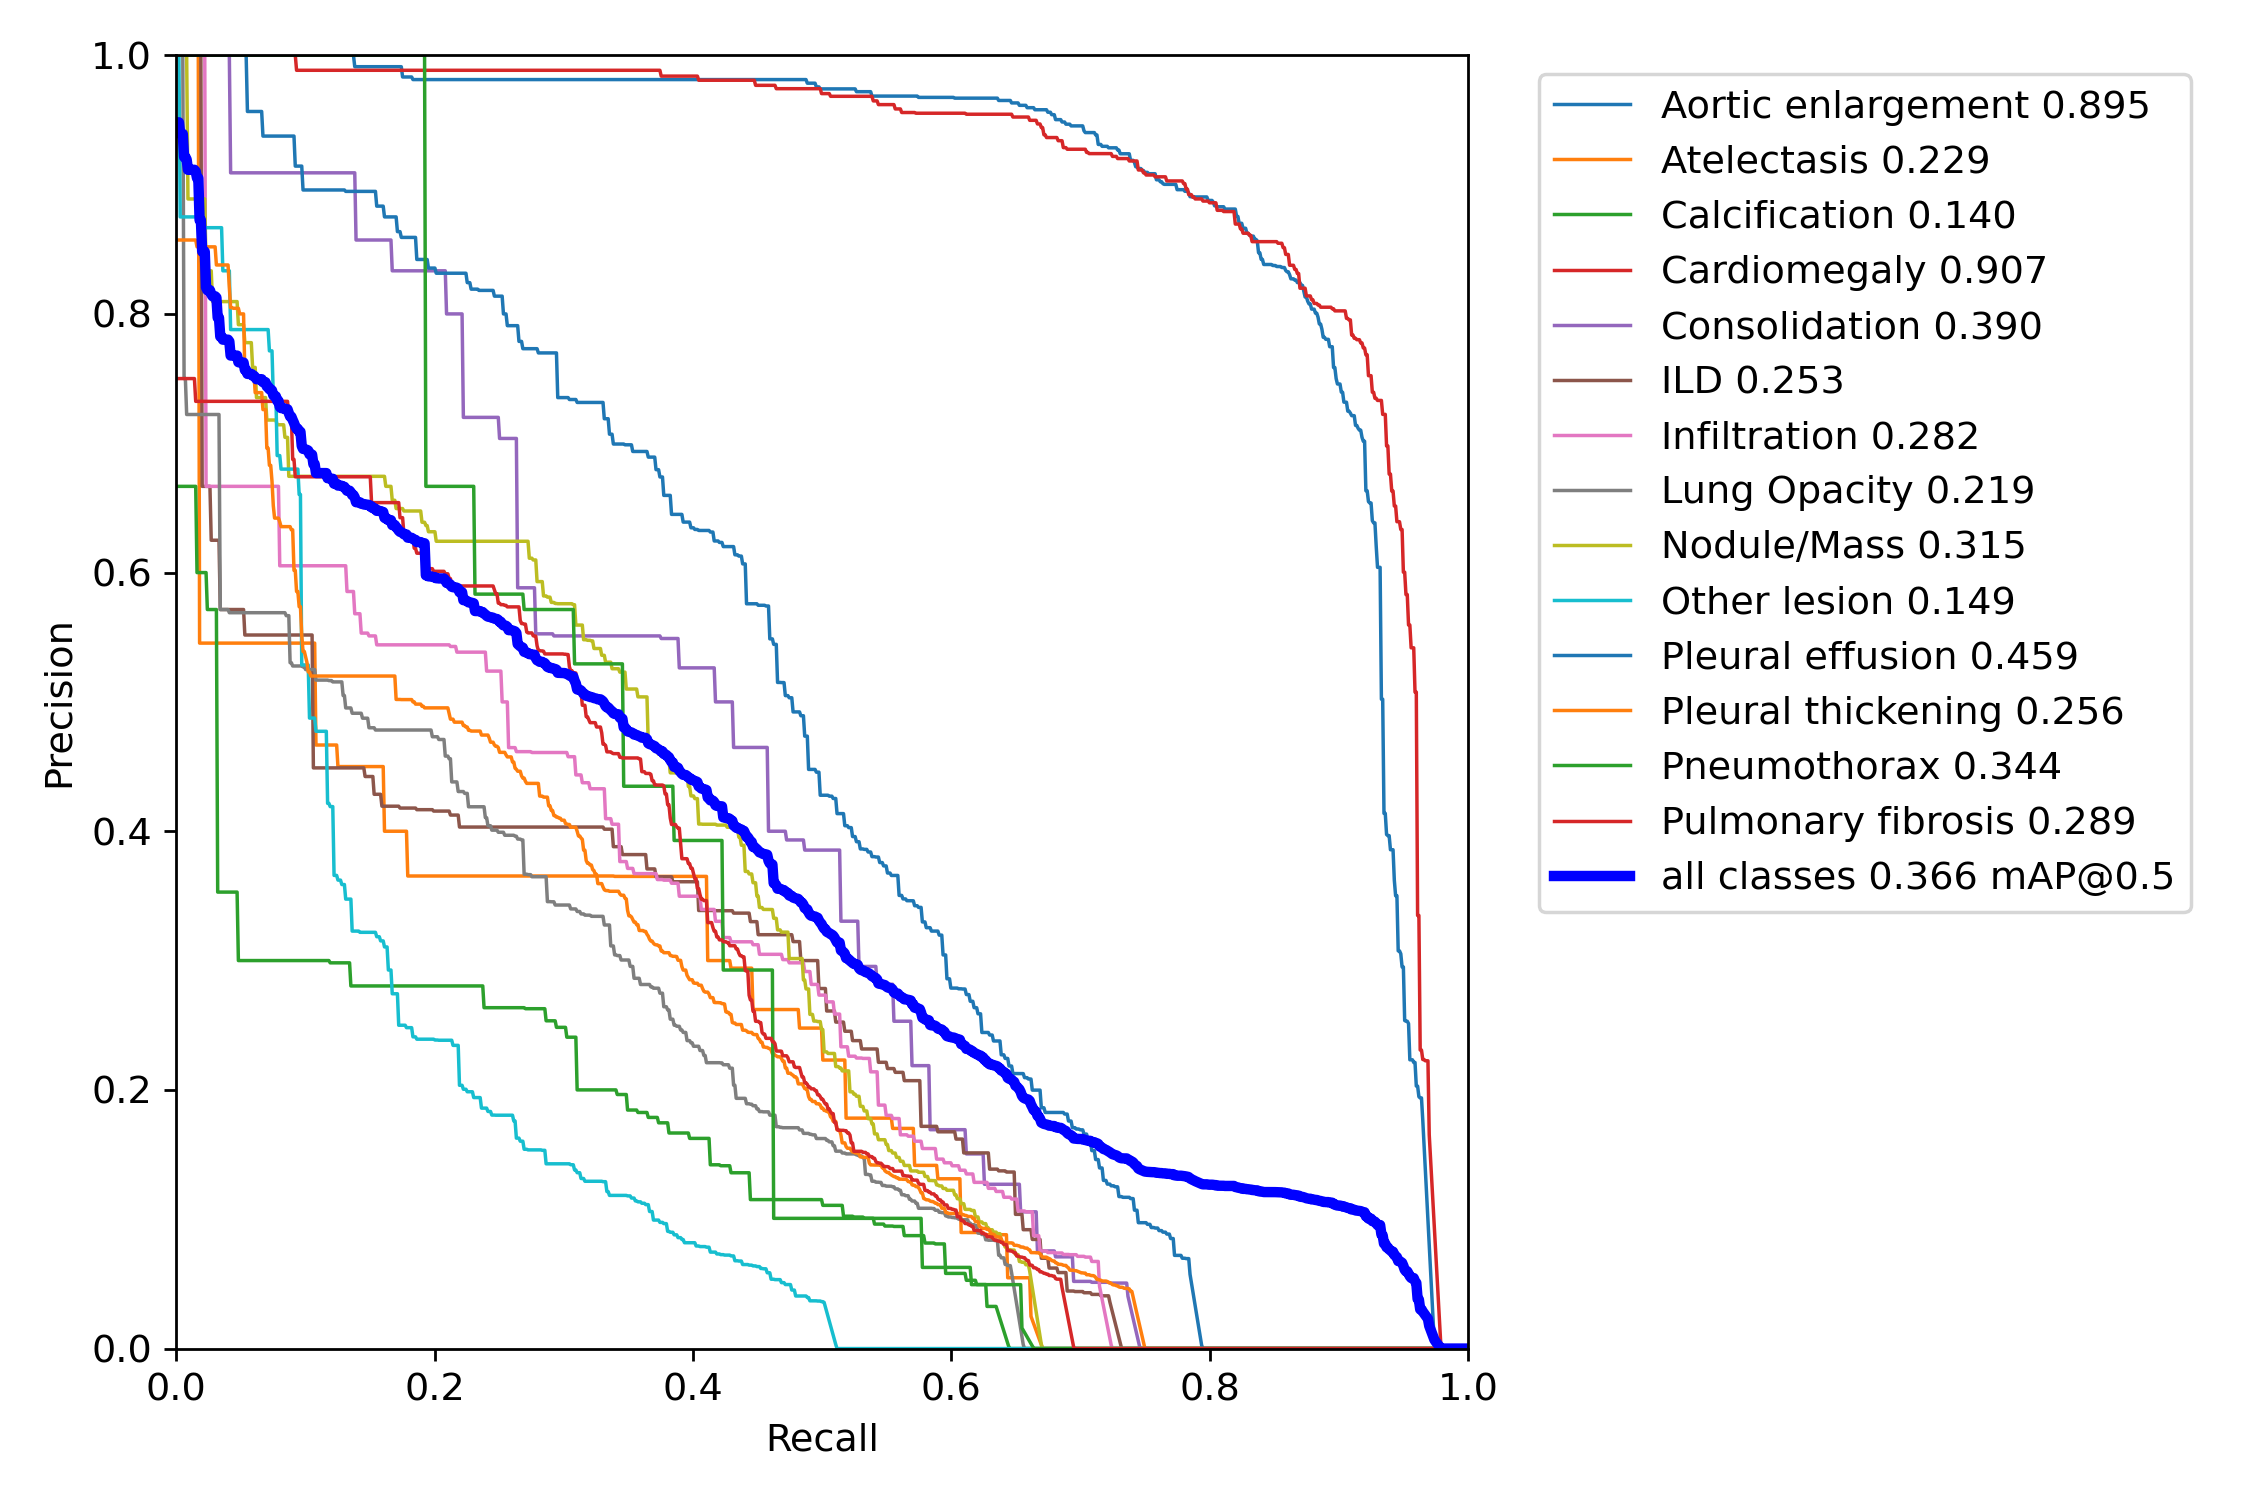 1.0
0.8
0.6
0.4
0.2
0.0
Precision
0.0 0.2 0.4 0.6 0.8 1.0
Recall
Aortic enlargement 0.895
Atelectasis 0.229
Calcification 0.140
Cardiomegaly 0.907
Consolidation 0.390
ILD 0.253
Infiltration 0.282
Lung Opacity 0.219
Nodule/Mass 0.315
Other lesion 0.149
Pleural effusion 0.459
Pleural thickening 0.256
Pneumothorax 0.344
Pulmonary fibrosis 0.289
all classes 0.366 mAP@0.5